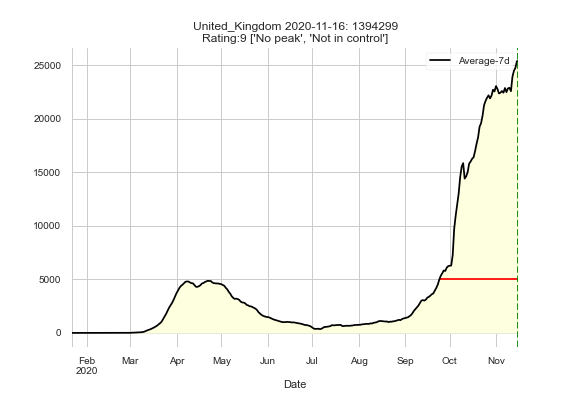 United_Kingdom 2020-11-16: 1394299
Rating:9 ['No peak', 'Not in control']
Average-7d
25000
20000
15000
10000
5000
0
Feb Mar Apr May Jun Jul Aug Sep Oct Nov
2020
Date